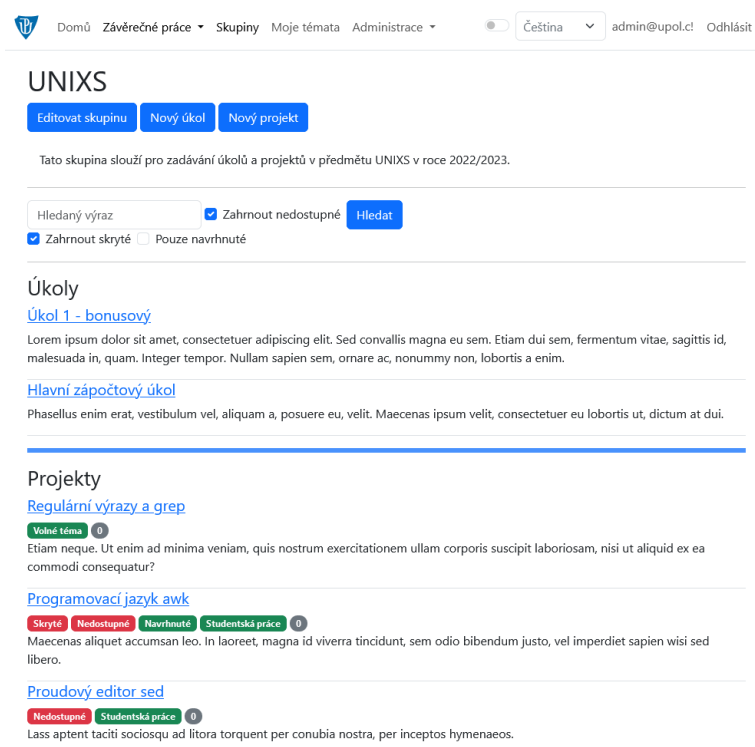 Domů Závěrečné práce Skupiny Moje témata Administrace Čeština admin@upol.c! Odhlásit
UNIXS
Editovat skupinu Nový úkol Nový projekt
Tato skupina slouží pro zadávání úkolů a projektů v předmětu UNIXS v roce 2022/2023.
Hledaný výraz Zahrnout nedostupné Hledat
Zahrnout skryté Pouze navrhnuté
Úkoly
Úkol 1 - bonusový
Lorem ipsum dolor sit amet, consectetuer adipiscing elit. Sed convallis magna eu sem. Etiam dui sem, fermentum vitae, sagittis id,
malesuada in, quam. Integer tempor. Nullam sapien sem, ornare ac, nonummy non, lobortis a enim.
Hlavní zápočtový úkol
Phasellus enim erat, vestibulum vel, aliquam a, posuere eu, velit. Maecenas ipsum velit, consectetuer eu lobortis ut, dictum at dui.
Projekty
Regulární výrazy a grep
Volné téma 0
Etiam neque. Ut enim ad minima veniam, quis nostrum exercitationem ullam corporis suscipit laboriosam, nisi ut aliquid ex ea
commodi consequatur?
Programovací jazyk awk
Skryté Nedostupné Navrhnuté Studentská práce 0
Maecenas aliquet accumsan leo. In laoreet, magna id viverra tincidunt, sem odio bibendum justo, vel imperdiet sapien wisi sed
libero.
Proudový editor sed
Nedostupné Studentská práce 0
Lass aptent taciti sociosqu ad litora torquent per conubia nostra, per inceptos hymenaeos.